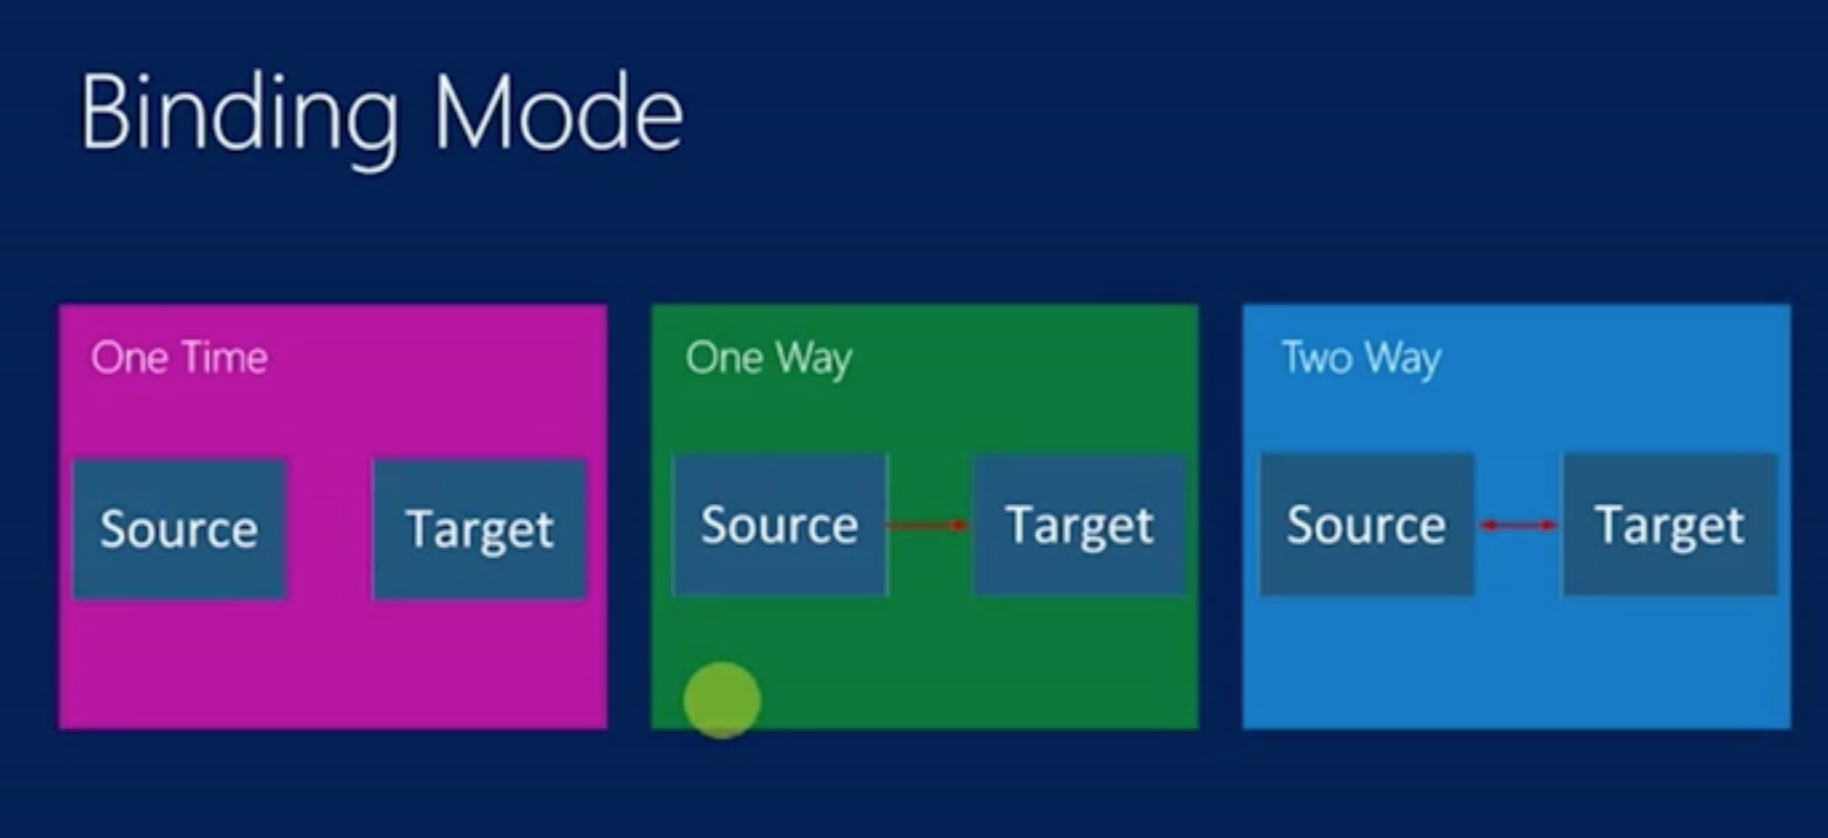 Binding Mode
One Time
Source
Target
One Way
Source
Target
Two Way
Source
Target